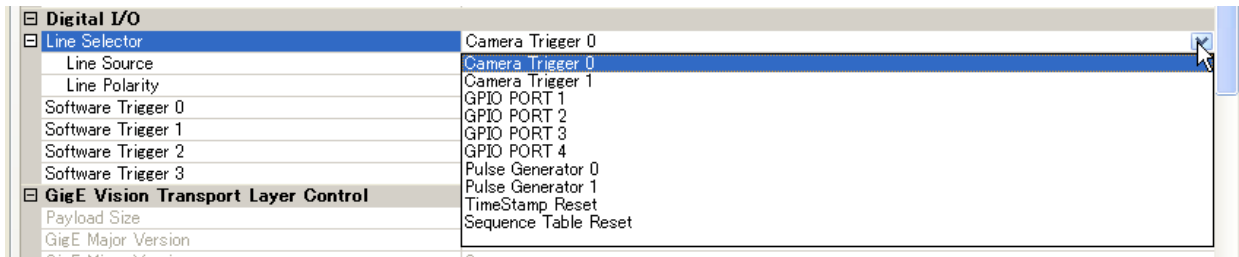 Digital I/O
Line Selector Camera Trigger 0
Line Source Camera Trigger 0
Line Polarity Camera Trigger 1
Software Trigger 0 GPIO PORT 1
GPIO PORT 2
Software Trigger 1 GPIO PORT 3
Software Trigger 2 GPIO PORT 4
Software Trigger 3 Pulse Generator 0
GigE Vision Transport Layer Control Pulse Generator 1
TimeStamp Reset
Payload Size Sequence Table Reset
GigE Major Version